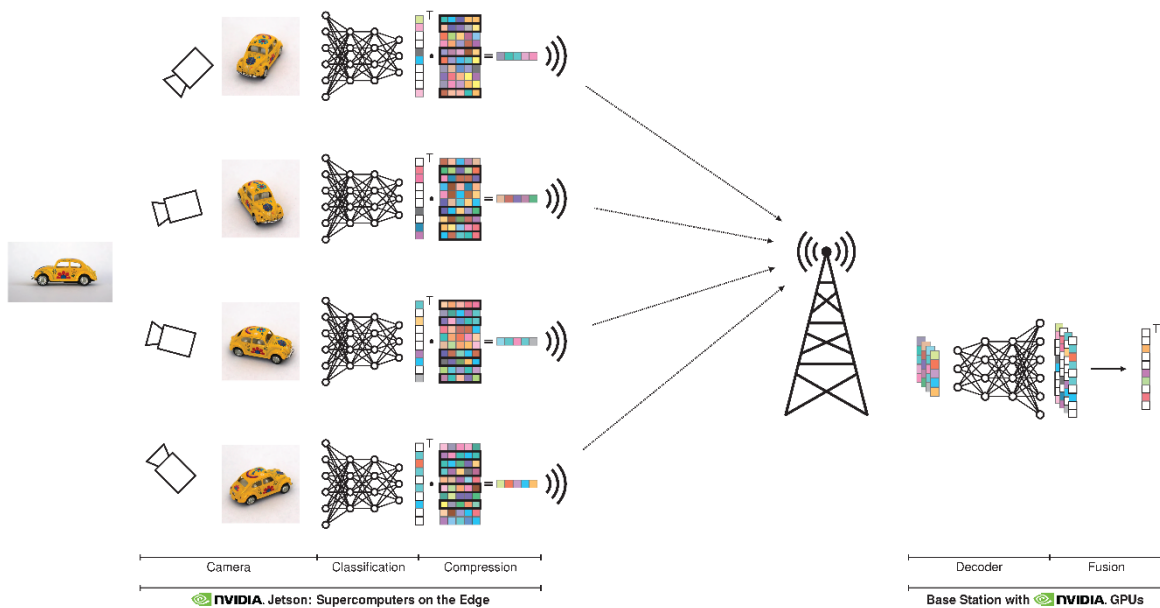 T
T
T
T
T
Camera
Classification
Compression
Decoder
Fusion
NVIDIA. Jetson: Supercomputers on the Edge
Base Station with NVIDIA. GPUs